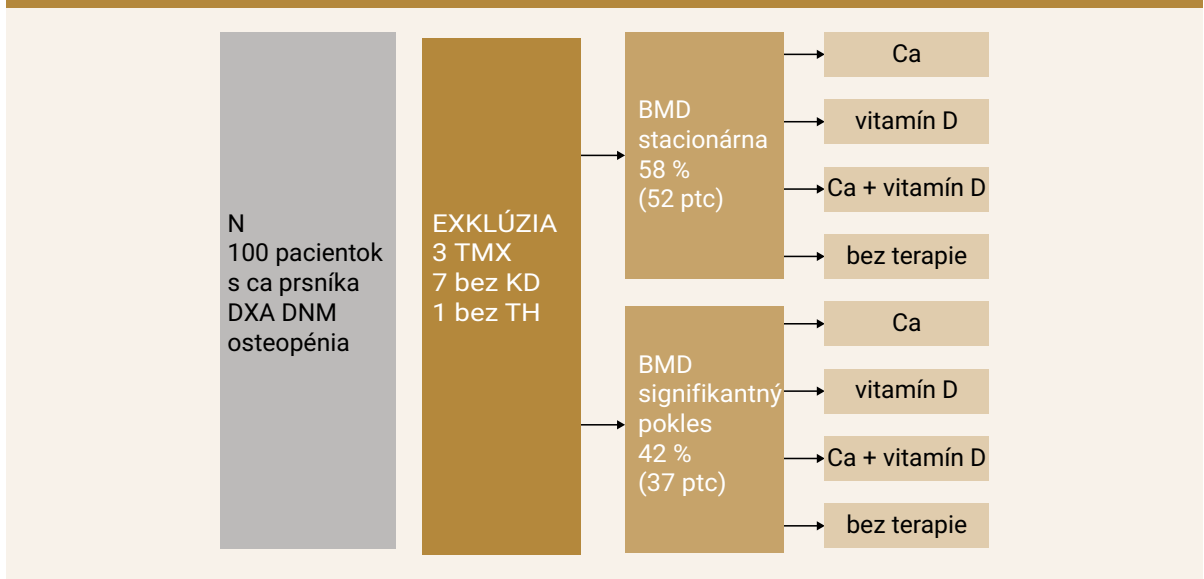 N
100 pacientok
s ca prsníka
DXA DNM
osteopénia
EXKLÚZIA
3 TMX
7 bez KD
1 bez TH
BMD
stacionárna
58 %
(52 ptc)
Ca
vitamín D
Ca + vitamín D
bez terapie
BMD
signifikantný
pokles
42 %
(37 ptc)
Ca
vitamín D
Ca + vitamín D
bez terapie